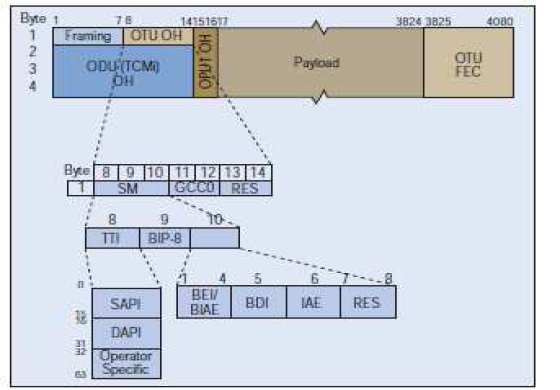 Byte 1 7 8 14 15 16 17 3824 3825 4080
1 Framing OTU OH
2
3 ODU (TCMi) OH OPU1 OH Payload OTU FEC
4
Byte 8 9 10 11 12 13 14
1 SM GCC0 RES
8 9 10
TTI BIP-8
0 1 4 5 6 7 8
SAPI BEI/ BIAE BDI IAE RES
15
16
DAPI
31
32
Operator
Specific
63